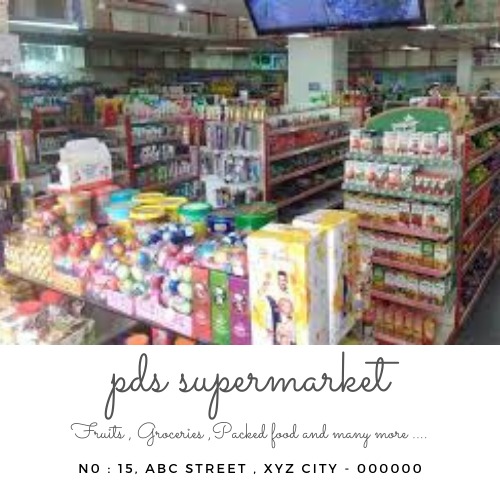 pds supermarket
Fruits , Groceries , Packed food and many more ....
NO : 15, ABC STREET , XYZ CITY - 000000